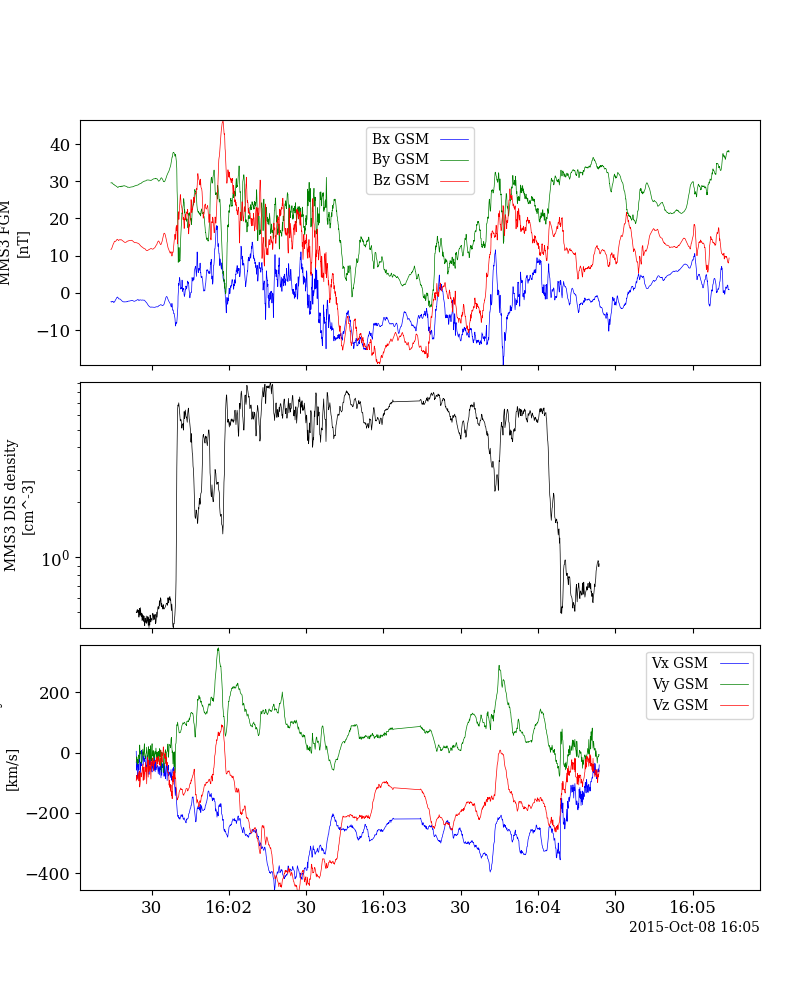 MMS3 FGM
[nT]
40
30
20
10
0
−10
Bx GSM
By GSM
Bz GSM
MMS3 DIS density
[cm^-3]
10^0
[km/s]
200
0
−200
−400
Vx GSM
Vy GSM
Vz GSM
30 16:02 30 16:03 30 16:04 30 16:05
2015-Oct-08 16:05